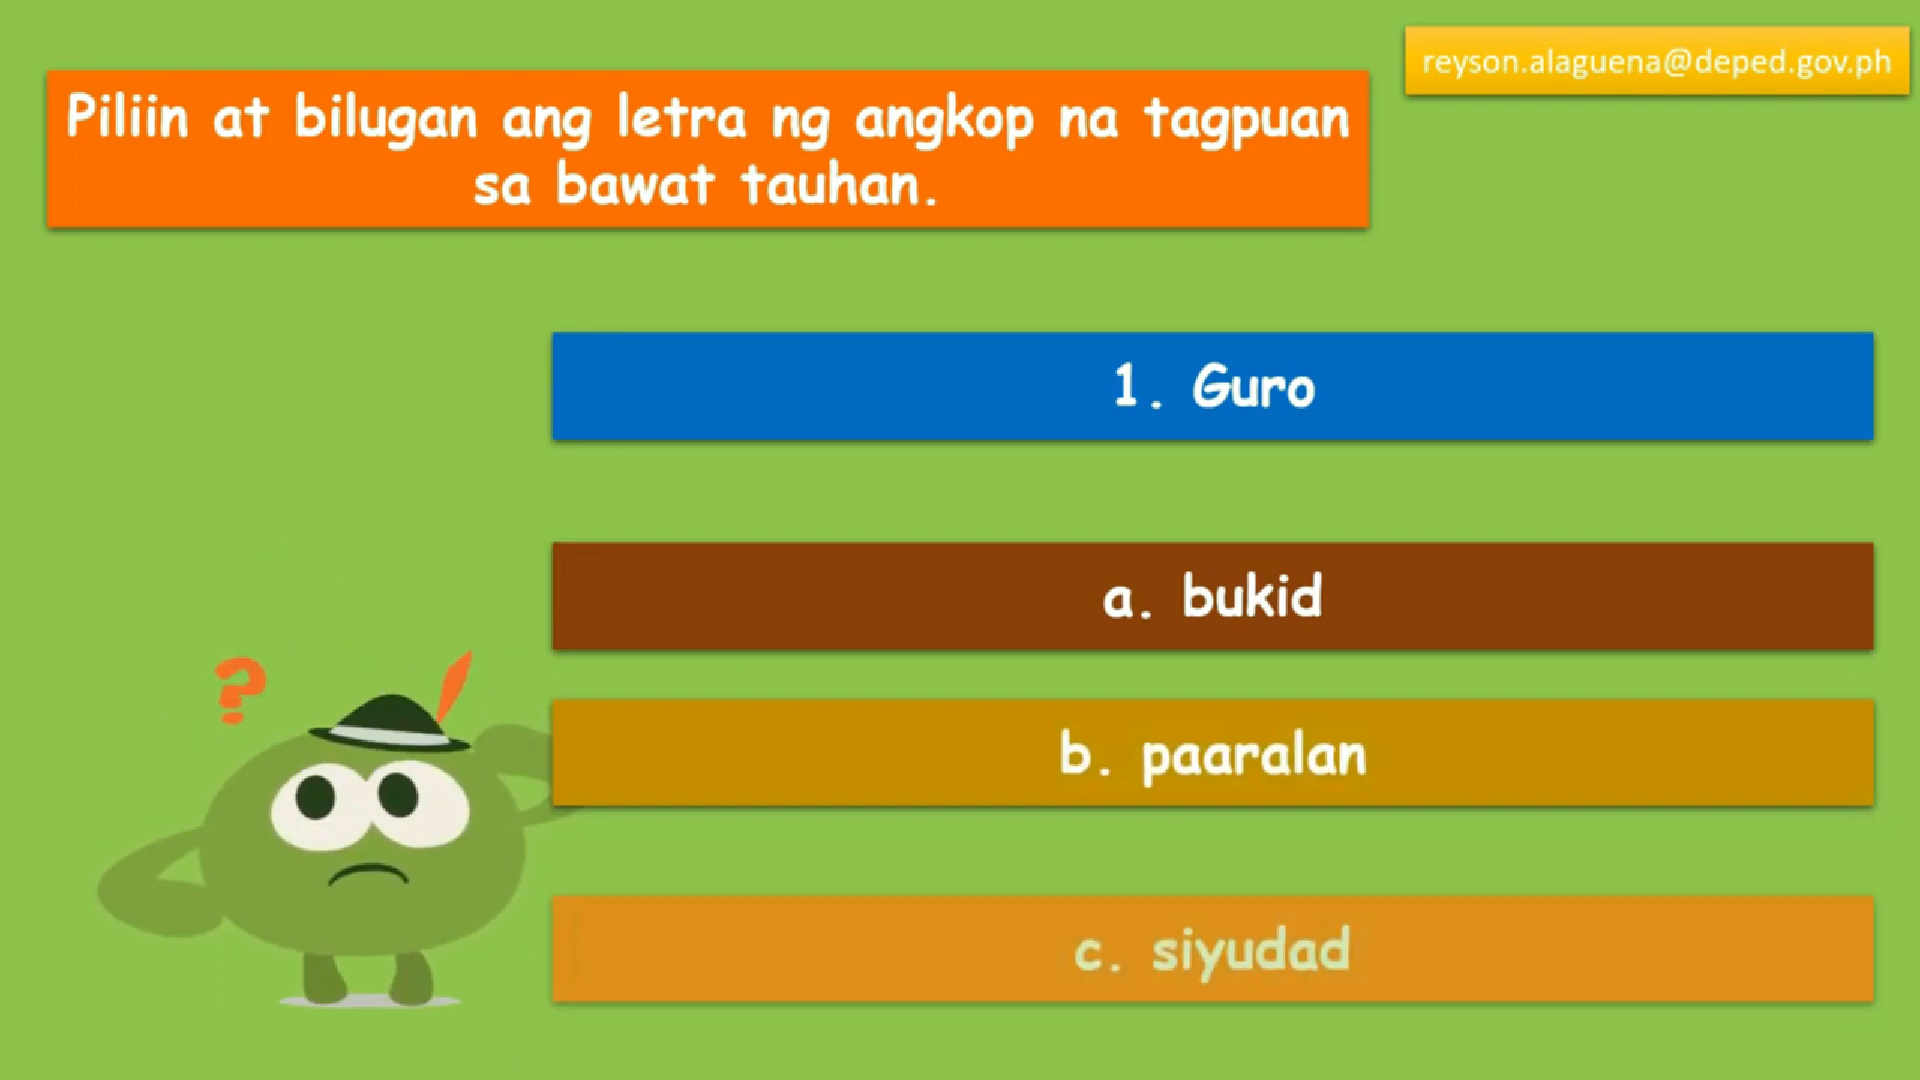 reyson.alaguena@deped.gov.ph
Piliin at bilugan ang letra ng angkop na tagpuan
sa bawat tauhan.
1. Guro
a. bukid
b. paaralan
c. siyudad
?